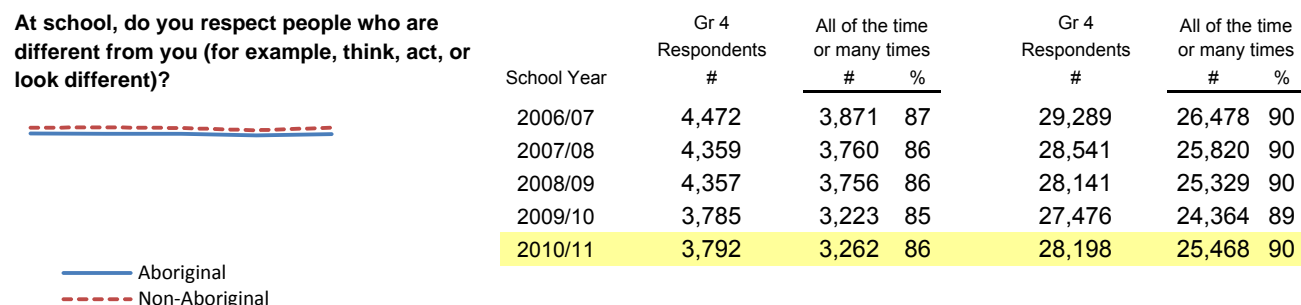 At school, do you respect people who are
different from you (for example, think, act, or
look different)?
Aboriginal
Non-Aboriginal
Gr 4 All of the time Gr 4 All of the time
Respondents or many times Respondents or many times
School Year # # % # # %
2006/07 4,472 3,871 87 29,289 26,478 90
2007/08 4,359 3,760 86 28,541 25,820 90
2008/09 4,357 3,756 86 28,141 25,329 90
2009/10 3,785 3,223 85 27,476 24,364 89
2010/11 3,792 3,262 86 28,198 25,468 90